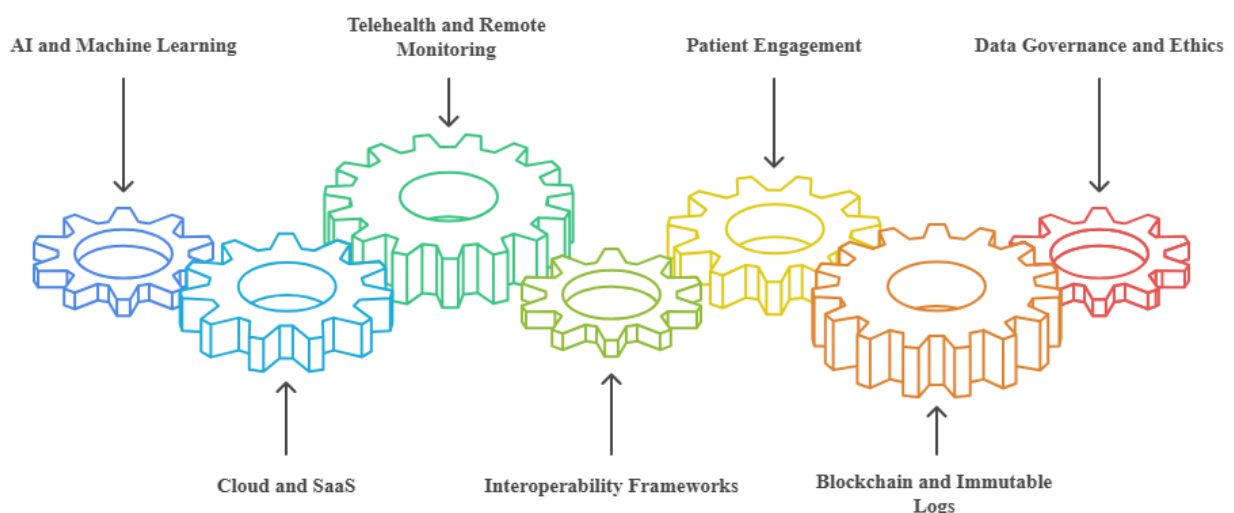 AI and Machine Learning
Telehealth and Remote
Monitoring
Patient Engagement
Data Governance and Ethics
Cloud and SaaS
Interoperability Frameworks
Blockchain and Immutable
Logs